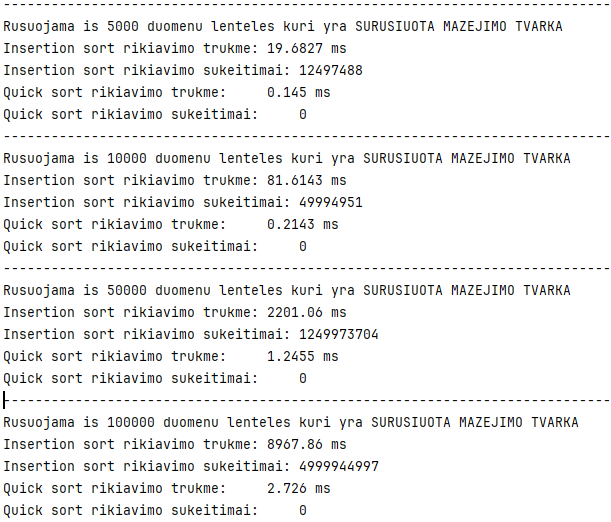 ----------------------------------------------------------------------------
Rusuojama is 5000 duomenu lenteles kuri yra SURUSIUOTA MAZEJIMO TVARKA
Insertion sort rikiavimo trukme: 19.6827 ms
Insertion sort rikiavimo sukeitimai: 12497488
Quick sort rikiavimo trukme:     0.145 ms
Quick sort rikiavimo sukeitimai:     0
----------------------------------------------------------------------------
Rusuojama is 10000 duomenu lenteles kuri yra SURUSIUOTA MAZEJIMO TVARKA
Insertion sort rikiavimo trukme: 81.6143 ms
Insertion sort rikiavimo sukeitimai: 49994951
Quick sort rikiavimo trukme:     0.2143 ms
Quick sort rikiavimo sukeitimai:     0
----------------------------------------------------------------------------
Rusuojama is 50000 duomenu lenteles kuri yra SURUSIUOTA MAZEJIMO TVARKA
Insertion sort rikiavimo trukme: 2201.06 ms
Insertion sort rikiavimo sukeitimai: 1249973704
Quick sort rikiavimo trukme:     1.2455 ms
Quick sort rikiavimo sukeitimai:     0
----------------------------------------------------------------------------
Rusuojama is 100000 duomenu lenteles kuri yra SURUSIUOTA MAZEJIMO TVARKA
Insertion sort rikiavimo trukme: 8967.86 ms
Insertion sort rikiavimo sukeitimai: 4999944997
Quick sort rikiavimo trukme:     2.726 ms
Quick sort rikiavimo sukeitimai:     0